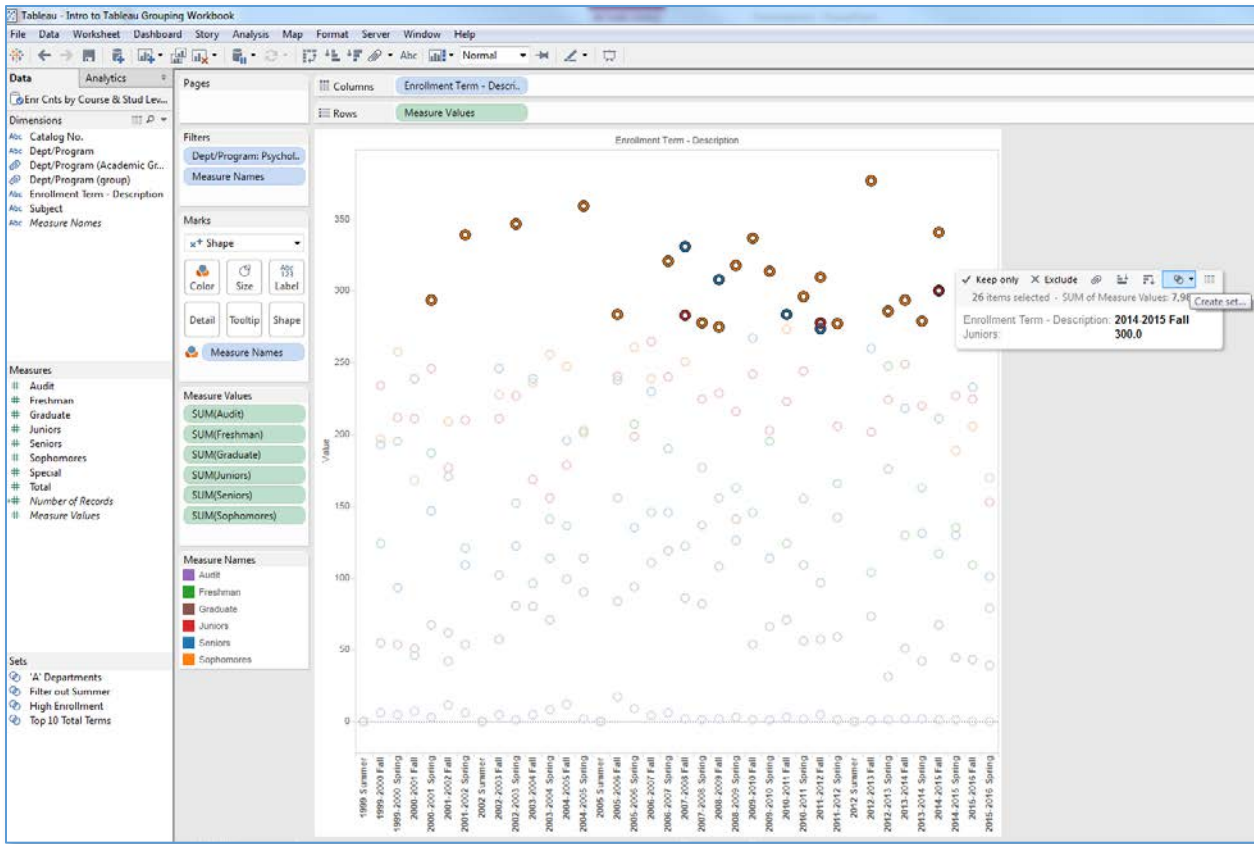 Tableau - Intro to Tableau Grouping Workbook
File Data Worksheet Dashboard Story Analysis Map Format Server Window Help
Abc Normal
Data Analytics
Enr Cnts by Course & Stud Lev...
Dimensions
Abc Catalog No.
Abc Dept/Program
Dept/Program (Academic Gr...
Dept/Program (group)
Abc Enrollment Term - Description
Abc Subject
Abc Measure Names
Measures
# Audit
# Freshman
# Graduate
# Juniors
# Seniors
# Sophomores
# Special
# Total
# Number of Records
# Measure Values
Sets
'A' Departments
Filter out Summer
High Enrollment
Top 10 Total Terms
Pages
Filters
Dept/Program: Psychol..
Measure Names
Marks
Shape
Color Size Abc 123 Label
Detail Tooltip Shape
Measure Names
Measure Values
SUM(Audit)
SUM(Freshman)
SUM(Graduate)
SUM(Juniors)
SUM(Seniors)
SUM(Sophomores)
Measure Names
Audit
Freshman
Graduate
Juniors
Seniors
Sophomores
Columns Enrollment Term - Descri..
Rows Measure Values
Enrollment Term - Description
Value
350
300
250
200
150
100
50
0
Keep only Exclude
26 items selected - SUM of Measure Values: 7,98
Create set...
Enrollment Term - Description: 2014-2015 Fall
Juniors: 300.0
1999 Summer
1999-2000 Fall
1999-2000 Spring
2000-2001 Fall
2000-2001 Spring
2001-2002 Fall
2001-2002 Spring
2002 Summer
2002-2003 Fall
2002-2003 Spring
2003-2004 Fall
2003-2004 Spring
2004-2005 Fall
2004-2005 Spring
2005 Summer
2005-2006 Fall
2005-2006 Spring
2006-2007 Fall
2006-2007 Spring
2007-2008 Fall
2007-2008 Spring
2008-2009 Fall
2008-2009 Spring
2009-2010 Fall
2009-2010 Spring
2010-2011 Fall
2010-2011 Spring
2011-2012 Fall
2011-2012 Spring
2012 Summer
2012-2013 Fall
2012-2013 Spring
2013-2014 Fall
2013-2014 Spring
2014-2015 Fall
2014-2015 Spring
2015-2016 Fall
2015-2016 Spring